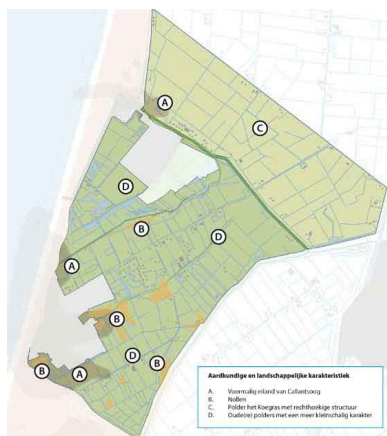 A
C
D
B
D
A
B
B
A
D
B
Aardkundige en landschappelijke karakteristiek
A. Voormalig eiland van Callantsoog
B. Nollen
C. Polder het Koegras met rechthoekige structuur
D. Oude(re) polders met een meer kleinschalig karakter